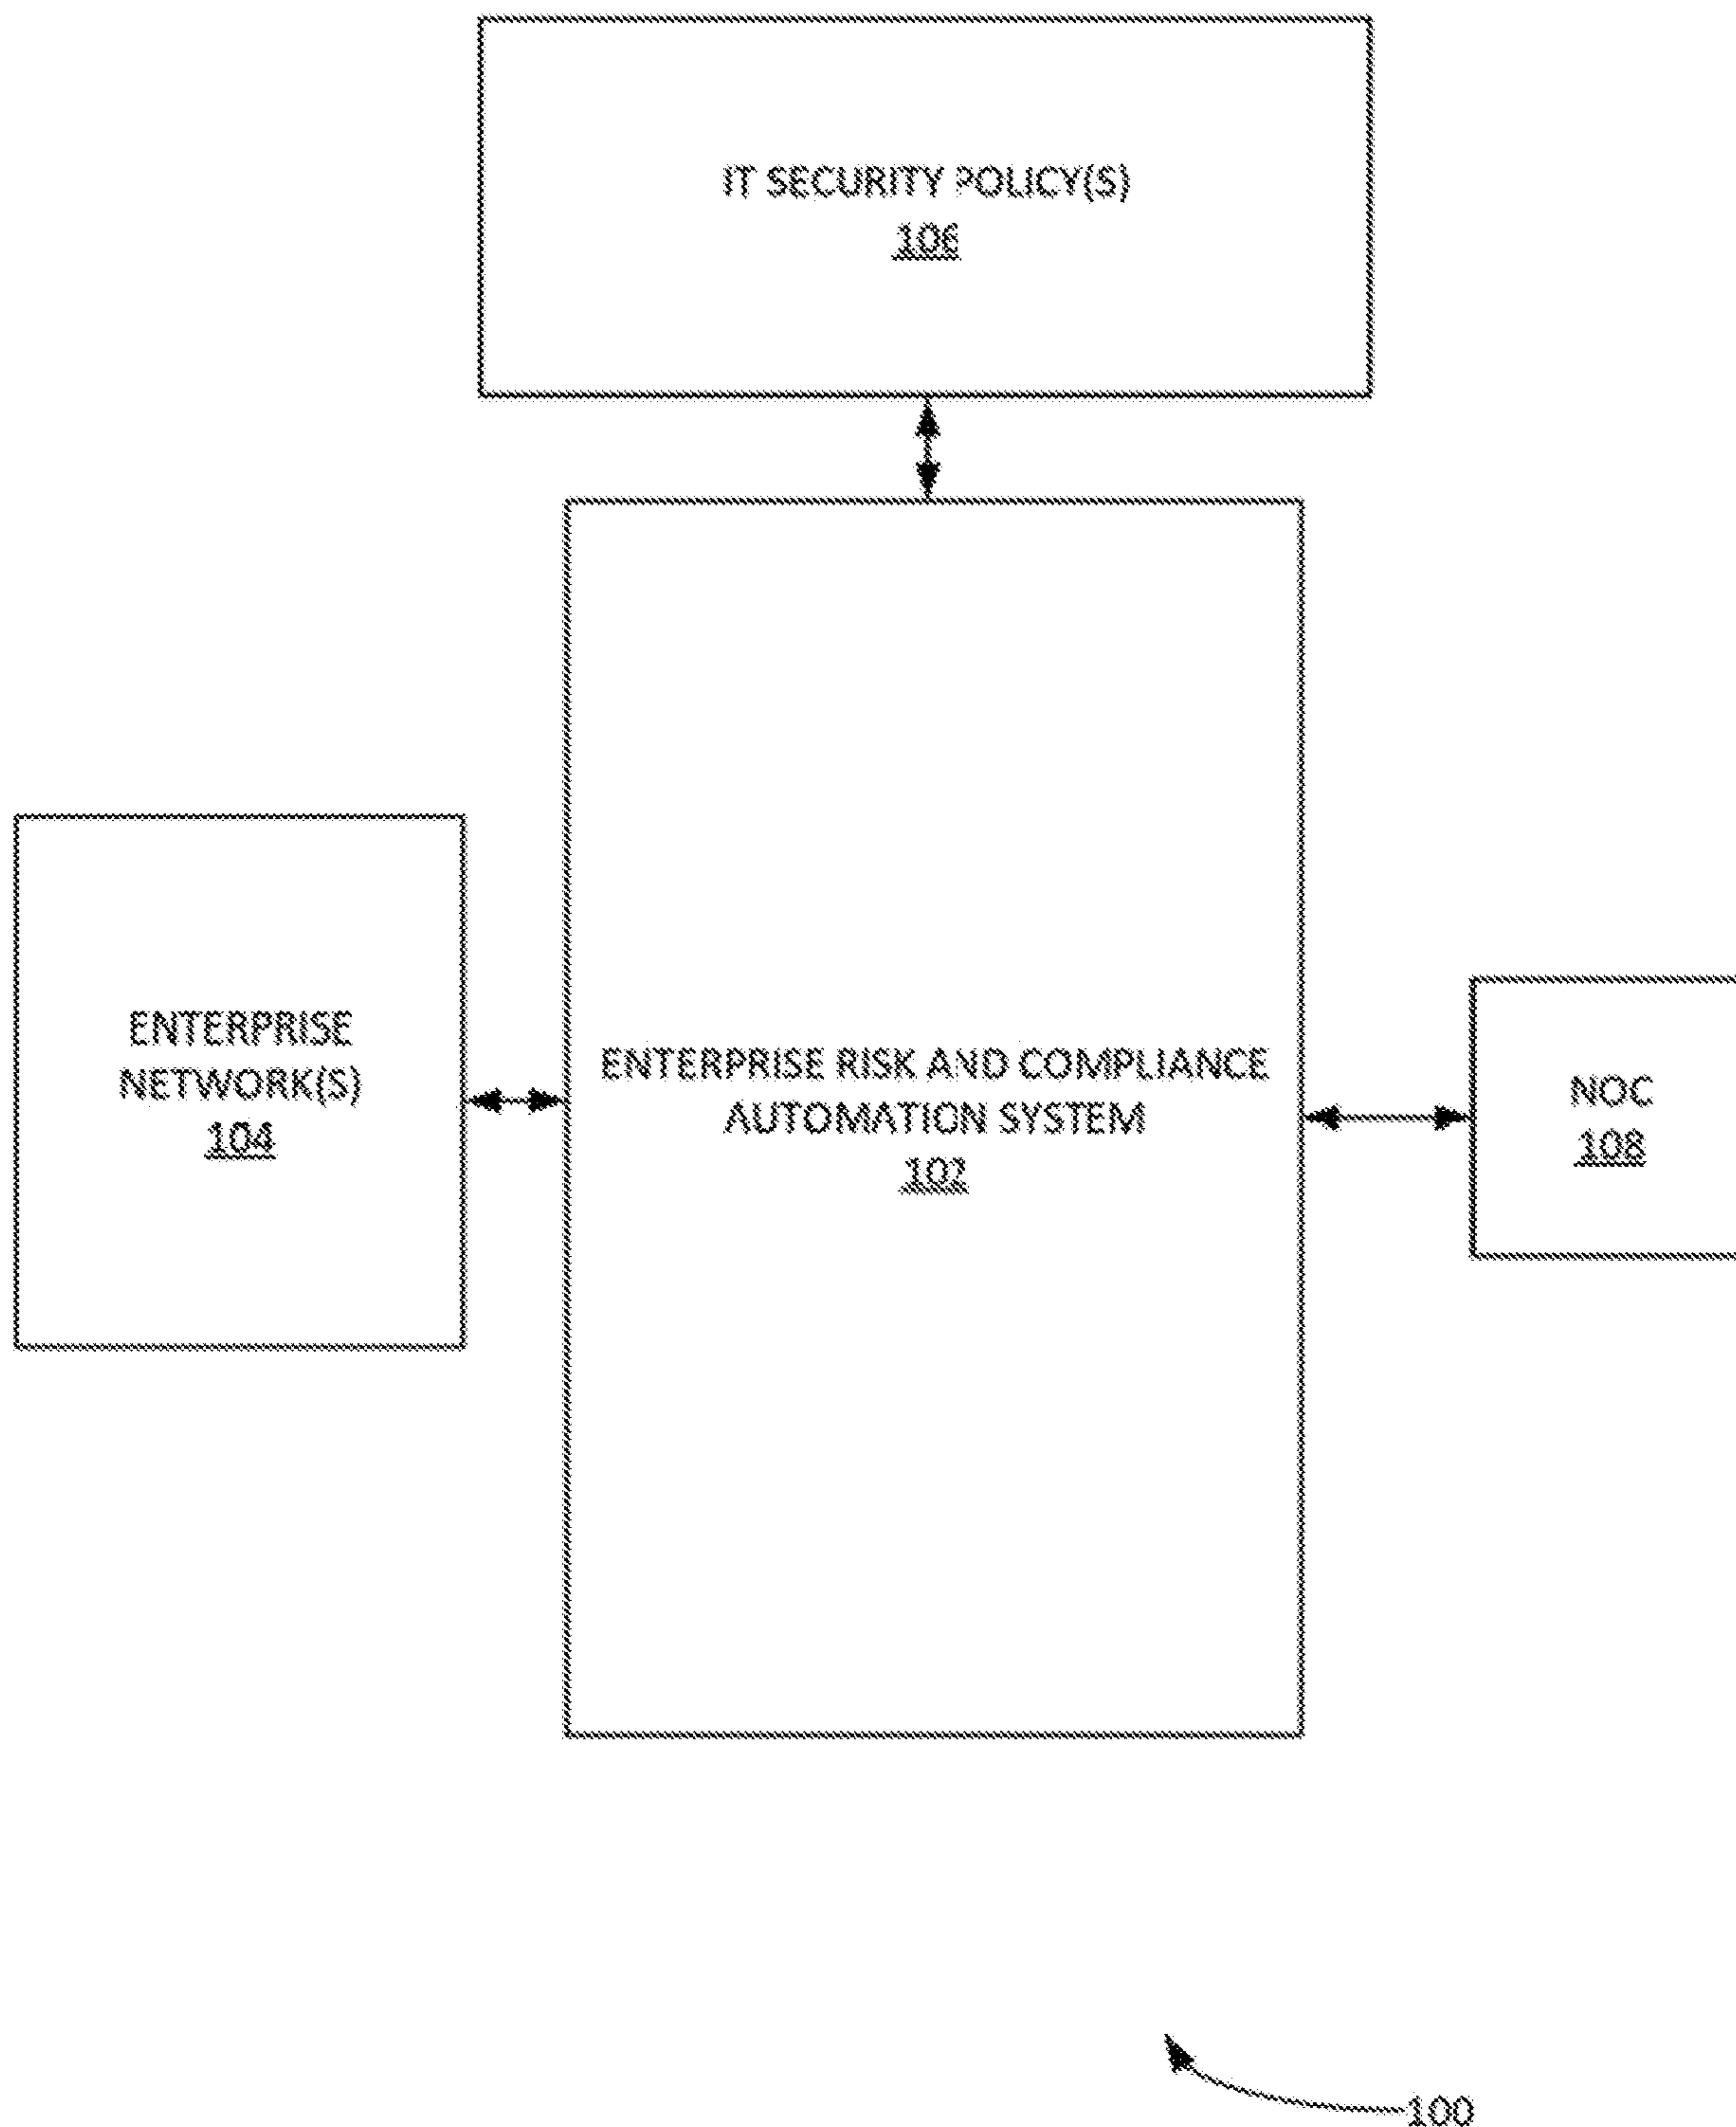 IT SECURITY POLICY(S)
106
ENTERPRISE
NETWORK(S)
104
ENTERPRISE RISK AND COMPLIANCE
AUTOMATION SYSTEM
102
NOC
108
100